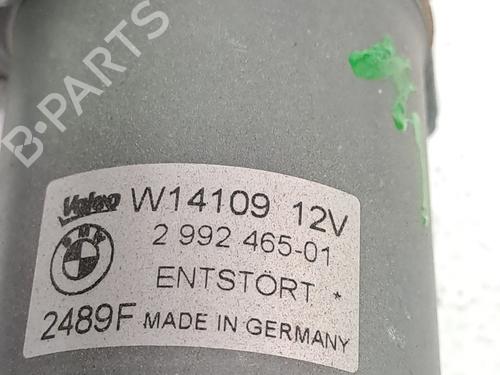 B-PARTS
Valeo W14109 12V
2 992 465-01
ENTSTÖRT *
2489F MADE IN GERMANY